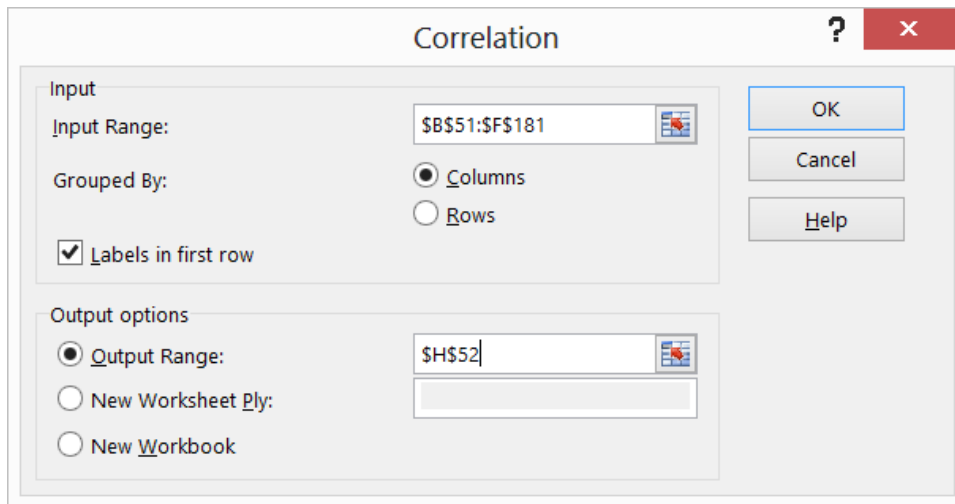 Correlation
?
X
Input
Input Range:
$B$51:$F$181
Grouped By:
Columns
Rows
Labels in first row
OK
Cancel
Help
Output options
Output Range:
$H$52
New Worksheet Ply:
New Workbook